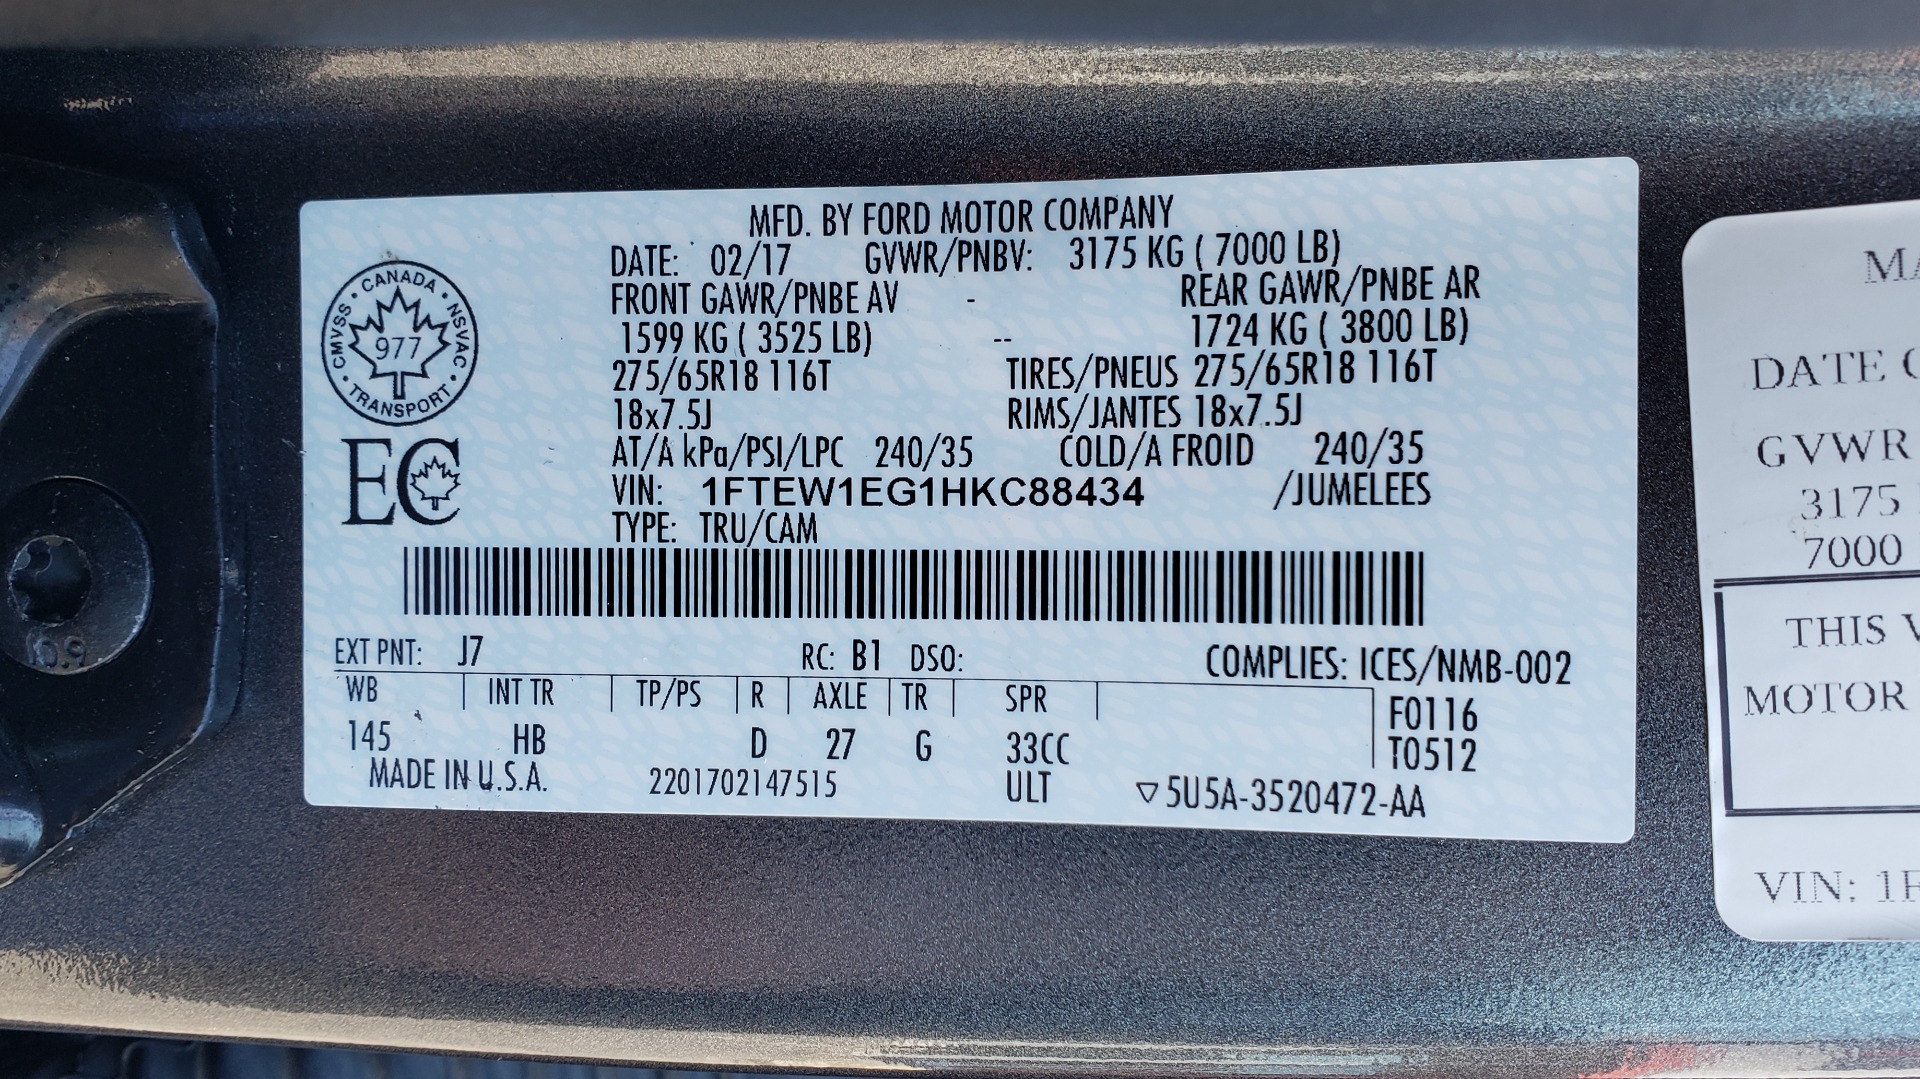 MFD. BY FORD MOTOR COMPANY
DATE: 02/17 GVWR/PNBV: 3175 KG ( 7000 LB)
FRONT GAWR/PNBE AV - REAR GAWR/PNBE AR
1599 KG ( 3525 LB) -- 1724 KG ( 3800 LB)
275/65R18 116T TIRES/PNEUS 275/65R18 116T
18x7.5J RIMS/JANTES 18x7.5J
AT/A kPa/PSI/LPC 240/35 COLD/A FROID 240/35
VIN: 1FTEW1EG1HKC88434 /JUMELEES
TYPE: TRU/CAM
CANADA · NSVAC · TRANSPORT · CMVSS ·
977
EC
EXT PNT: J7 RC: B1 DSO: COMPLIES: ICES/NMB-002
WB INT TR TP/PS R AXLE TR SPR F0116
145 HB D 27 G 33CC T0512
MADE IN U.S.A. 2201702147515 ULT ▽5U5A-3520472-AA
10.9
DATE
GVWR
3175
7000
THIS
MOTOR
VIN: 1F